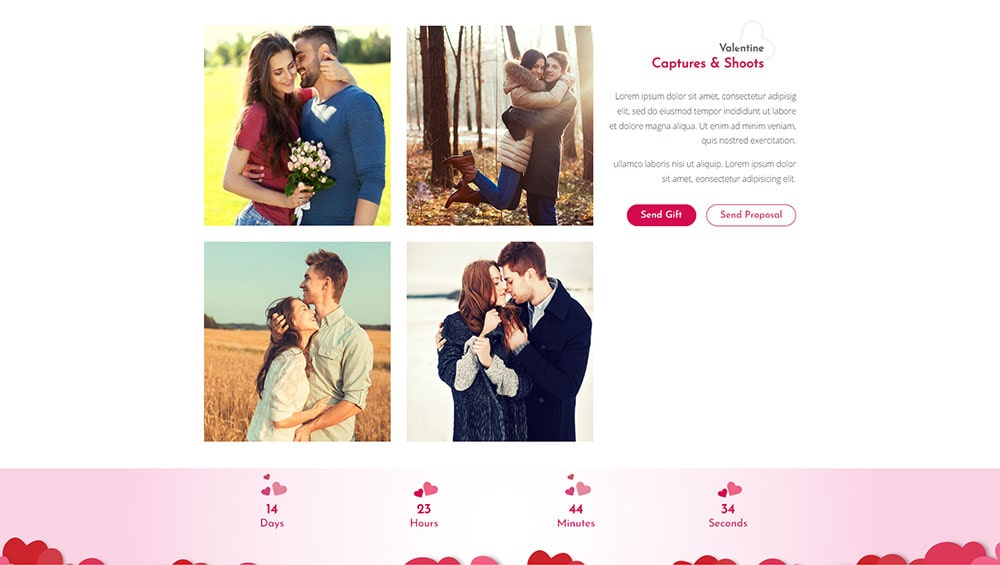 Valentine
Captures & Shoots
Lorem ipsum dolor sit amet, consectetur adipisig
elit, sed do eiusmod tempor incididunt ut labore
et dolore magna aliqua. Ut enim ad minim veniam,
quis nostred exercitation.
ullamco laboris nisi ut aliquip. Lorem ipsum dolor
sit amet, eonsectetur adipisicing elit.
Send Gift
Send Proposal
14
Days
23
Hours
44
Minutes
34
Seconds